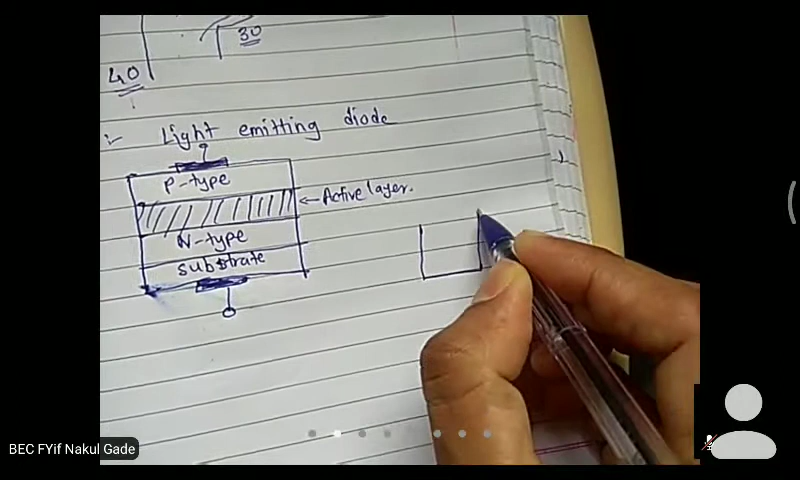 30
40
:- Light emitting diode
P-type
← Active layer.
N-type
substrate
BEC FYif Nakul Gade